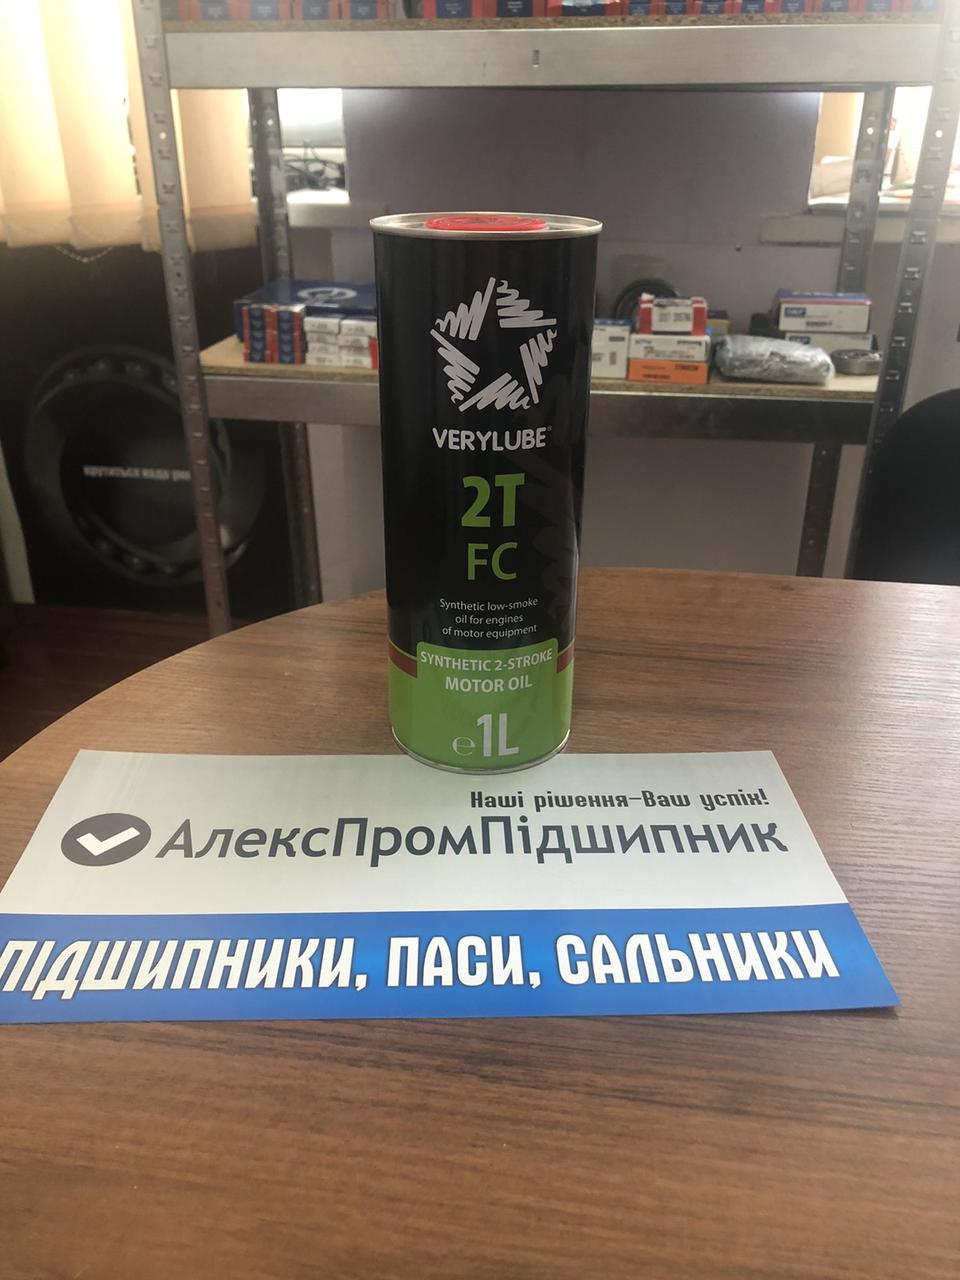 VERYLUBE®
2T
FC
Synthetic low-smoke
oil for engines
of motor equipment
SYNTHETIC 2-STROKE
MOTOR OIL
℮1L
Наші рішення–Ваш успіх!
АлексПромПідшипник
ПІДШИПНИКИ, ПАСИ, САЛЬНИКИ